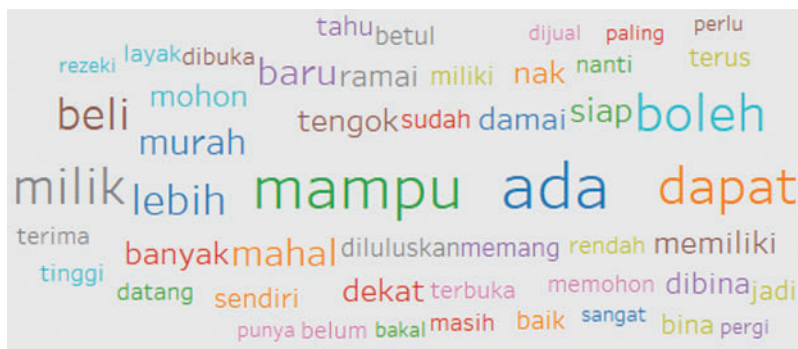 tahu betul dijual paling perlu
rezeki layak dibuka baru ramai miliki nak nanti terus
beli mohon tengok sudah damai siap boleh
murah
milik lebih mampu ada dapat
terima banyak mahal diluluskan memang rendah memiliki
tinggi datang sendiri dekat terbuka memohon dibina jadi
punya belum bakal masih baik sangat bina pergi